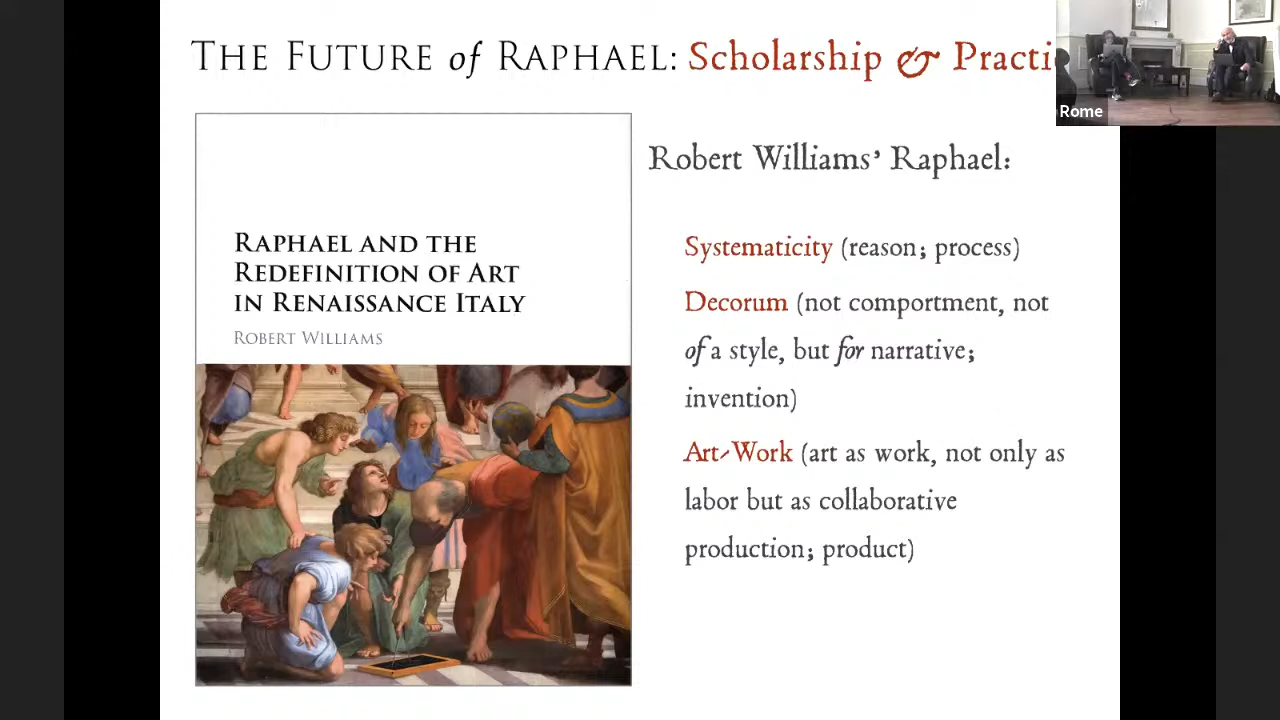 THE FUTURE of RAPHAEL: Scholarship & Practi
Rome
RAPHAEL AND THE
REDEFINITION OF ART
IN RENAISSANCE ITALY
ROBERT WILLIAMS
Robert Williams’ Raphael:
Systematicity (reason; process)
Decorum (not comportment, not
of a style, but for narrative;
invention)
Art-Work (art as work, not only as
labor but as collaborative
production; product)